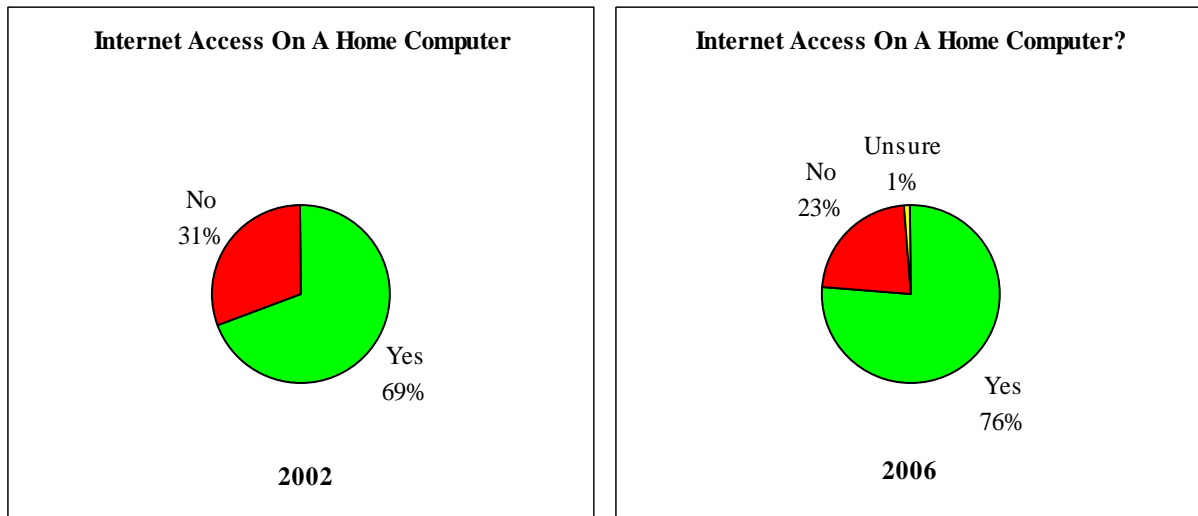 Internet Access On A Home Computer
No
31%
Yes
69%
2002
Internet Access On A Home Computer?
Unsure
1%
No
23%
Yes
76%
2006